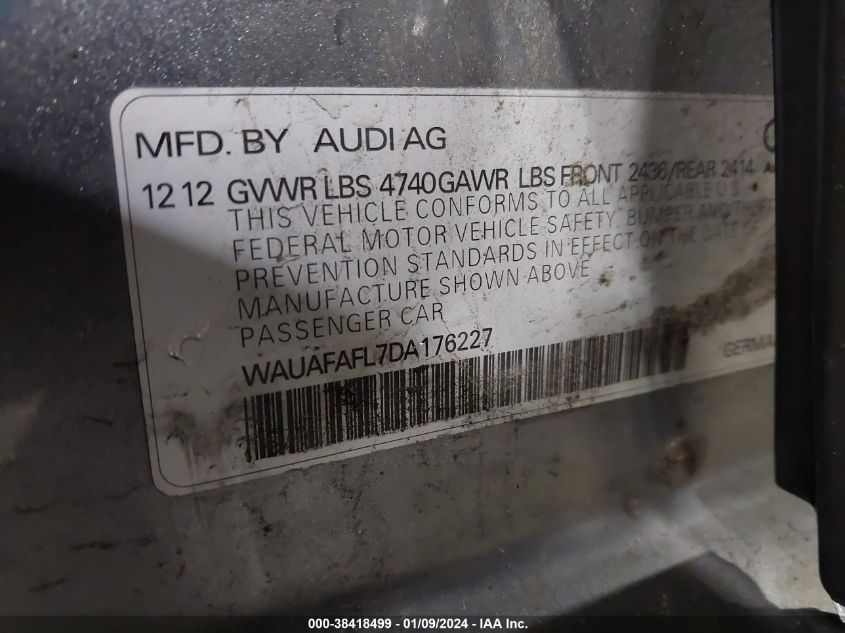 MFD. BY AUDI AG
12 12 GVWR LBS 4740 GAWR LBS FRONT 2436/REAR 2414
THIS VEHICLE CONFORMS TO ALL APPLICABLE U S
FEDERAL MOTOR VEHICLE SAFETY, BUMPER AND
PREVENTION STANDARDS IN EFFECT ON THE DATE OF
MANUFACTURE SHOWN ABOVE
PASSENGER CAR
WAUAFAFL7DA176227
000-38418499 - 01/09/2024 - IAA Inc.